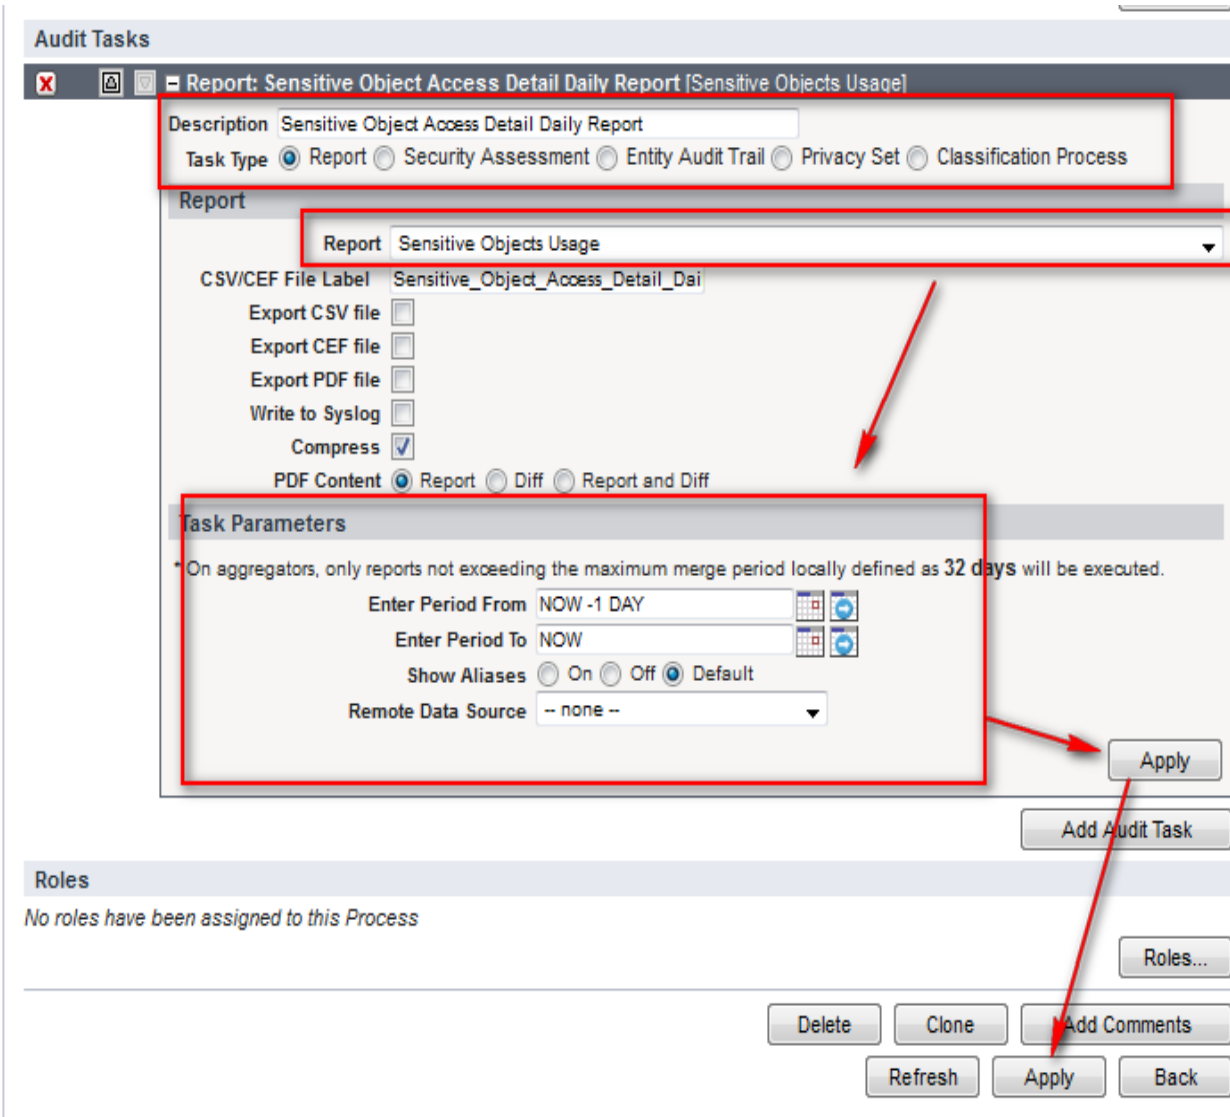 Audit Tasks
Report: Sensitive Object Access Detail Daily Report [Sensitive Objects Usage]
Description Sensitive Object Access Detail Daily Report
Task Type Report Security Assessment Entity Audit Trail Privacy Set Classification Process
Report
Report Sensitive Objects Usage
CSV/CEF File Label Sensitive_Object_Access_Detail_Dai
Export CSV file
Export CEF file
Export PDF file
Write to Syslog
Compress
PDF Content Report Diff Report and Diff
Task Parameters
* On aggregators, only reports not exceeding the maximum merge period locally defined as 32 days will be executed.
Enter Period From NOW -1 DAY
Enter Period To NOW
Show Aliases On Off Default
Remote Data Source -- none --
Apply
Add Audit Task
Roles
No roles have been assigned to this Process
Roles...
Delete Clone Add Comments
Refresh Apply Back